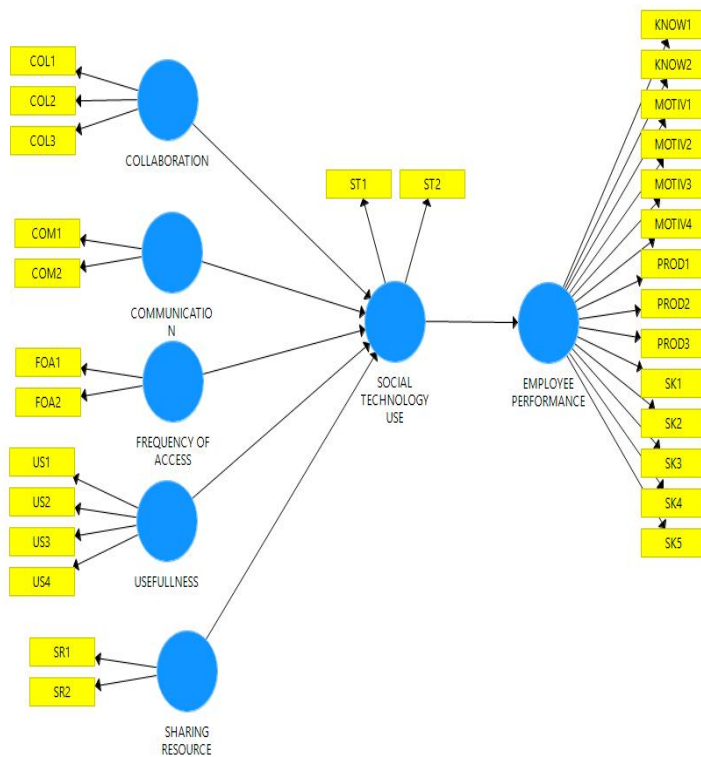 COL1
COL2
COL3
COLLABORATION
COM1
COM2
COMMUNICATIO
N
FOA1
FOA2
FREQUENCY OF
ACCESS
US1
US2
US3
US4
USEFULLNESS
SR1
SR2
SHARING
RESOURCE
ST1
ST2
SOCIAL
TECHNOLOGY
USE
EMPLOYEE
PERFORMANCE
KNOW1
KNOW2
MOTIV1
MOTIV2
MOTIV3
MOTIV4
PROD1
PROD2
PROD3
SK1
SK2
SK3
SK4
SK5